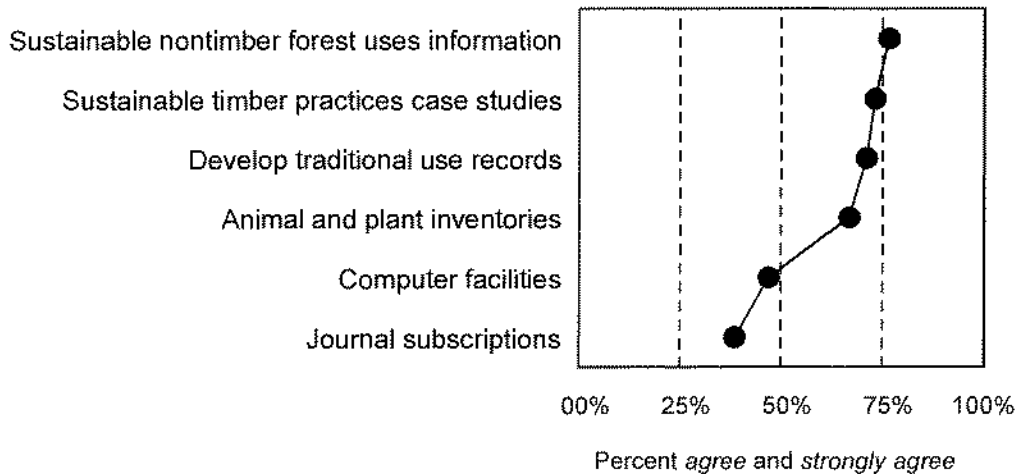 Sustainable nontimber forest uses information
Sustainable timber practices case studies
Develop traditional use records
Animal and plant inventories
Computer facilities
Journal subscriptions
00% 25% 50% 75% 100%
Percent agree and strongly agree